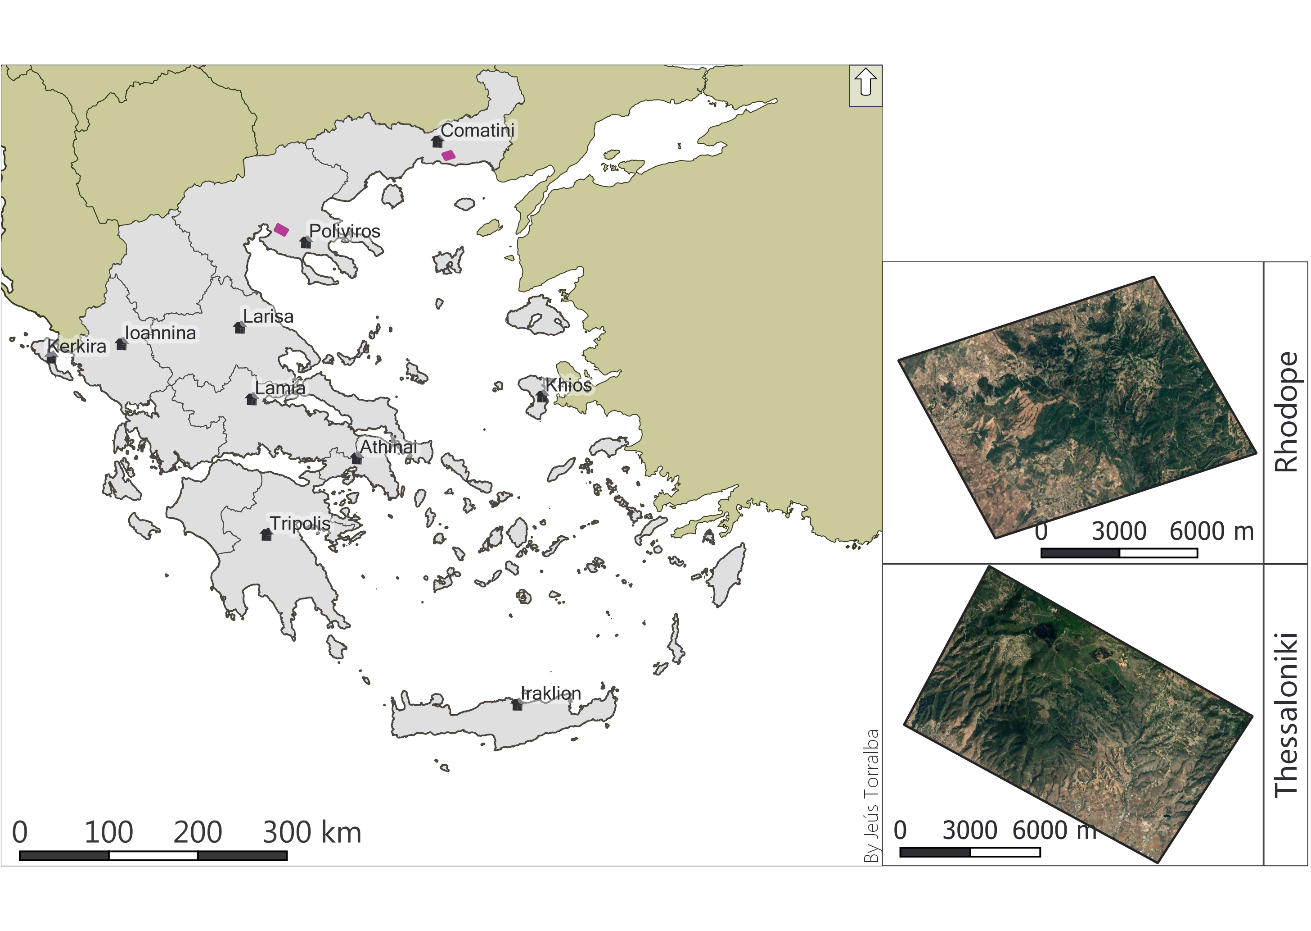 Comatini
Poliviros
Larisa
Ioannina
Kerkira
Lamia
Khios
Athinai
Tripolis
Iraklion
0 100 200 300 km
By Jeús Torralba
0 3000 6000 m
Rhodope
0 3000 6000 m
Thessaloniki